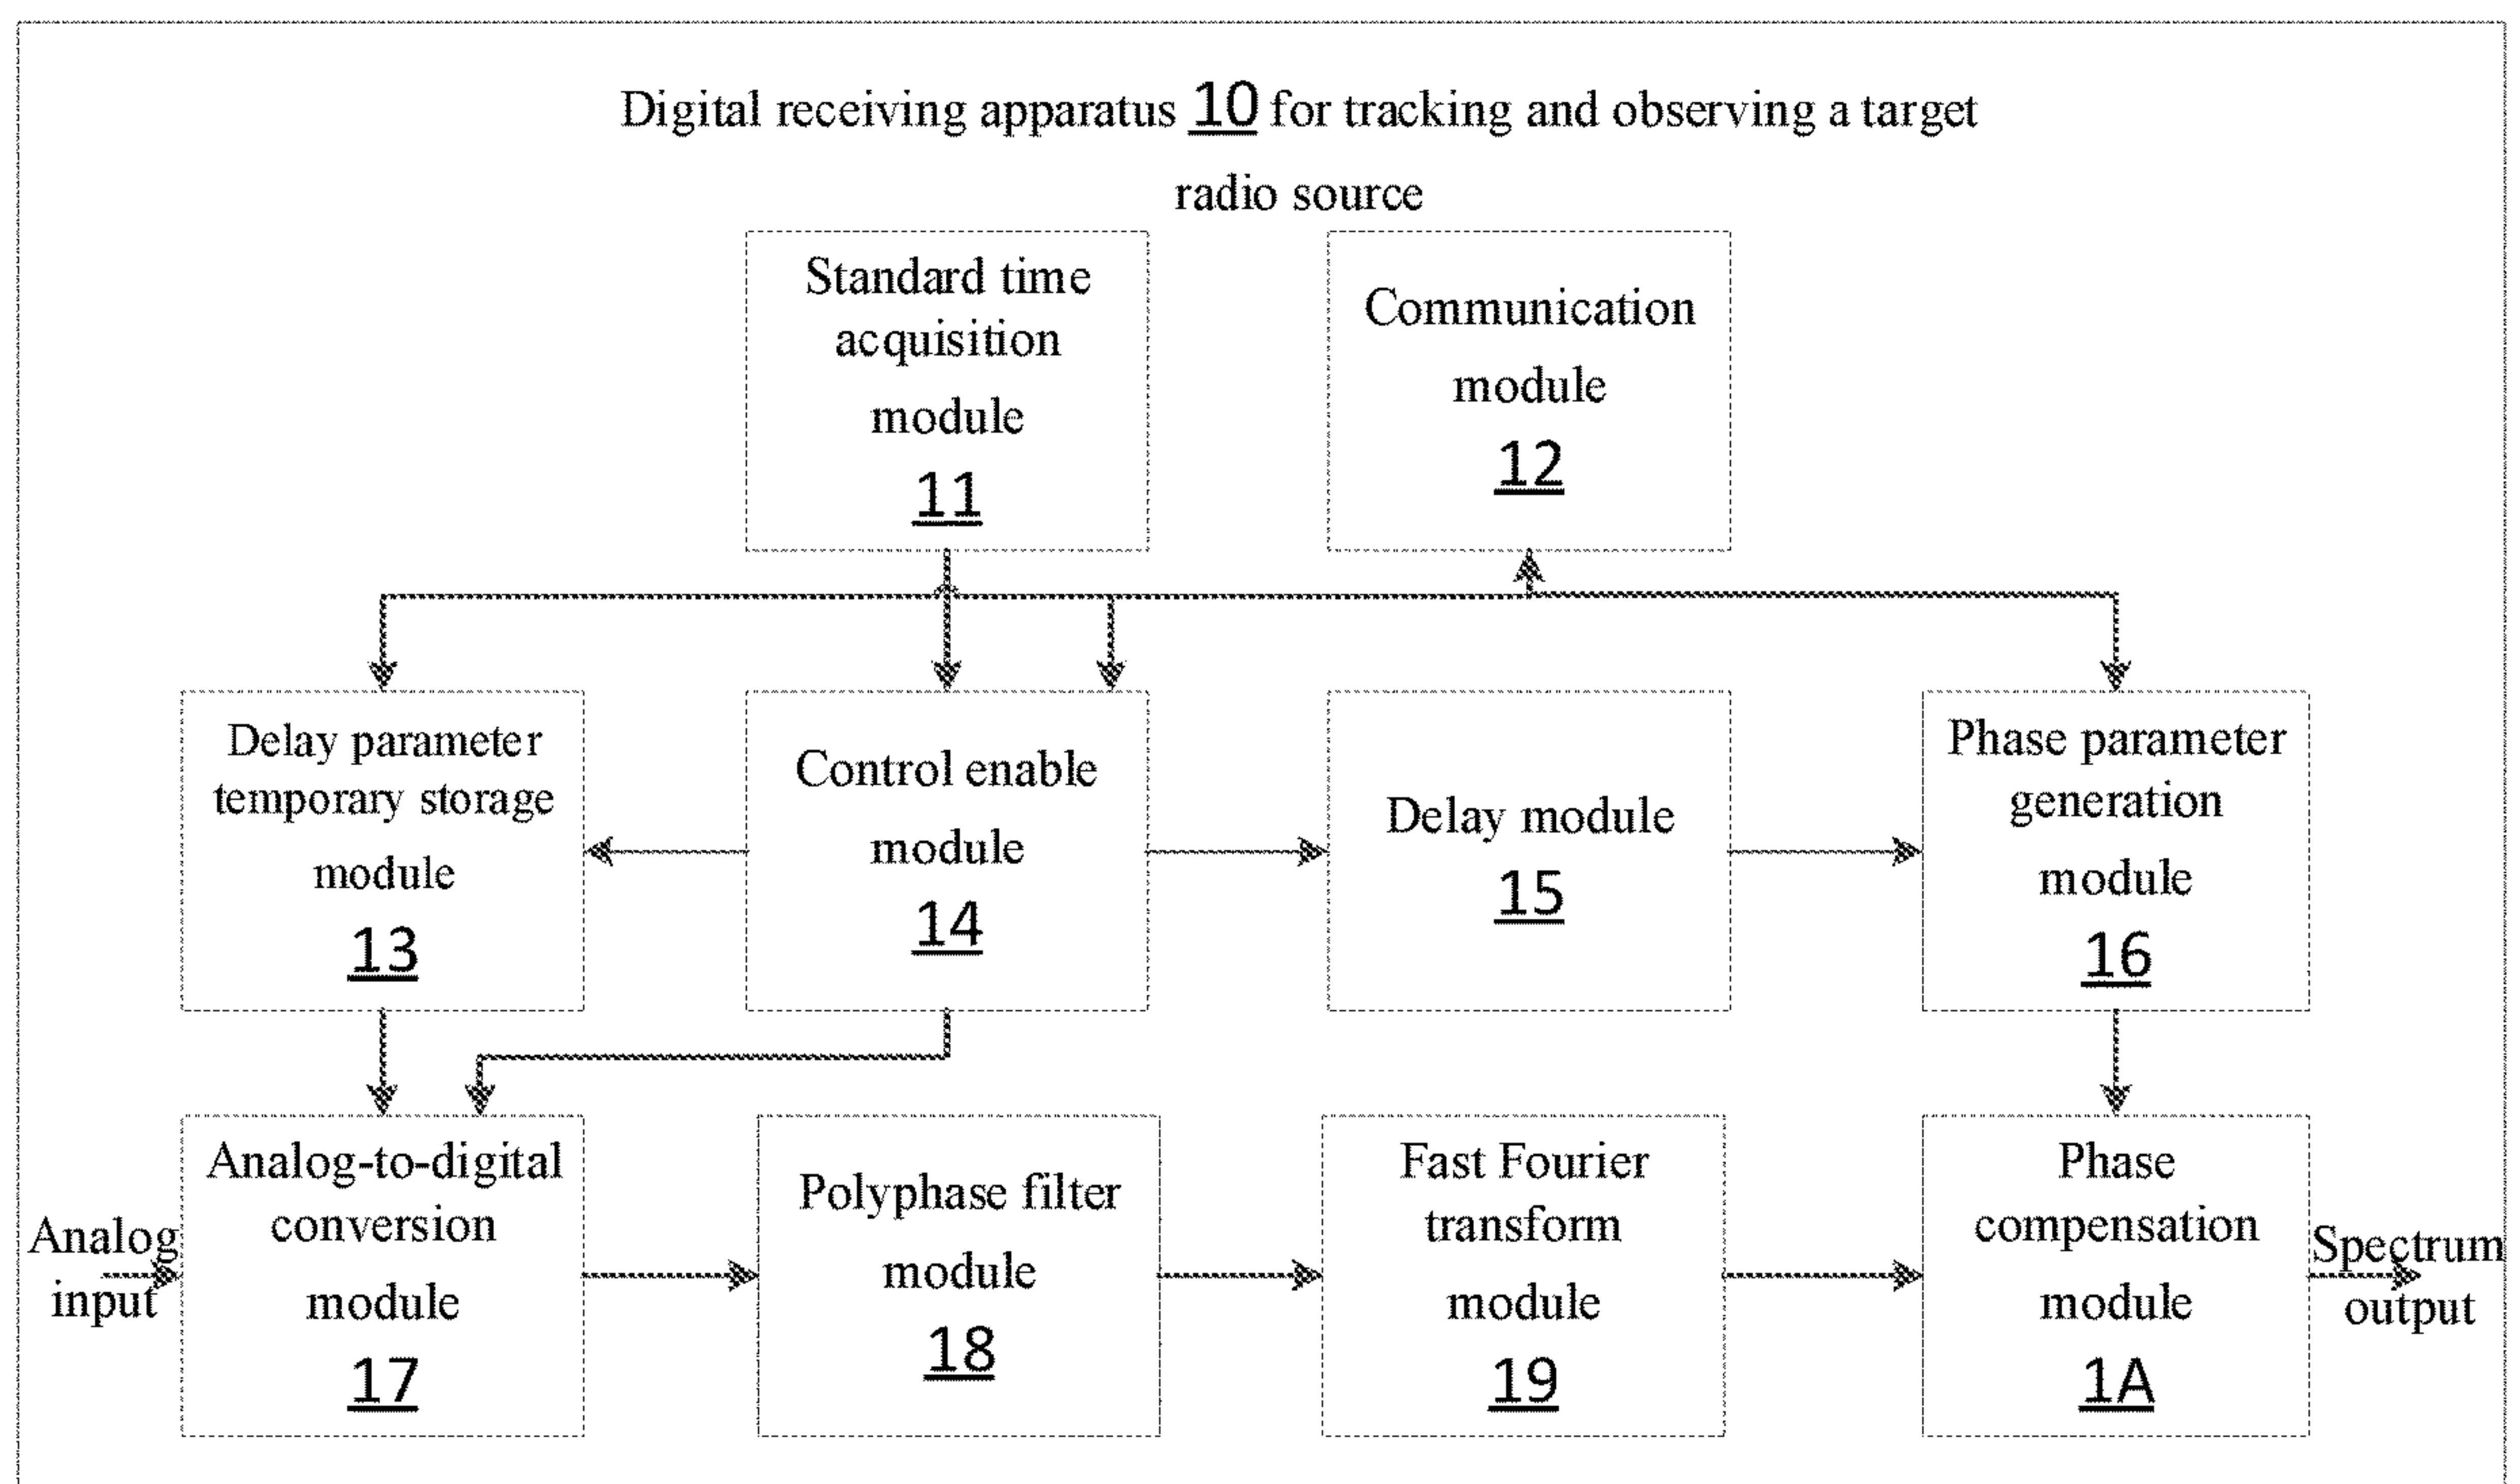 Digital receiving apparatus 10 for tracking and observing a target
radio source
Standard time
acquisition
module
11
Communication
module
12
Delay parameter
temporary storage
module
13
Control enable
module
14
Delay module
15
Phase parameter
generation
module
16
Analog
input
Analog-to-digital
conversion
module
17
Polyphase filter
module
18
Fast Fourier
transform
module
19
Phase
compensation
module
1A
Spectrum
output